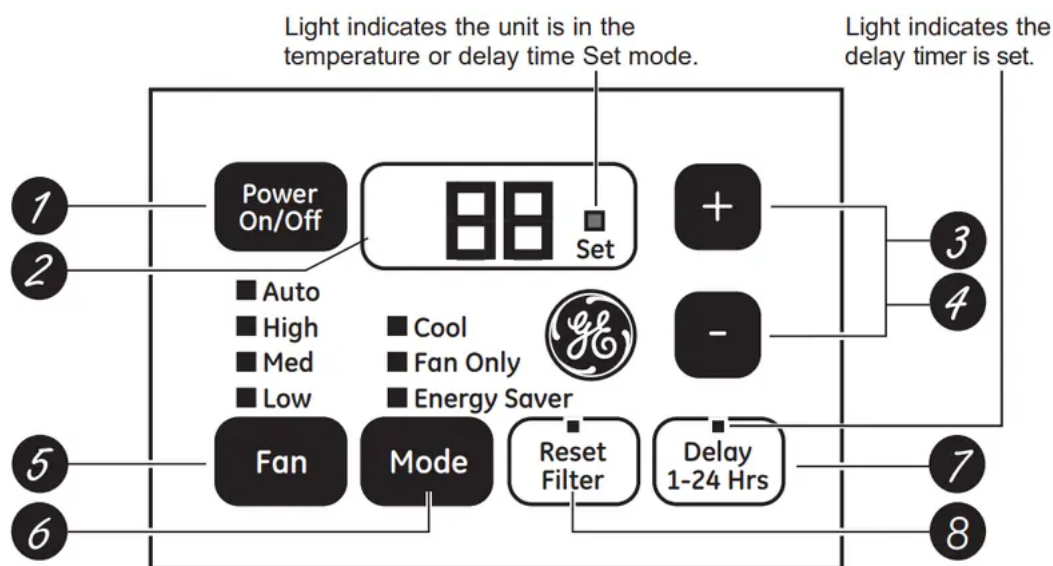 Light indicates the unit is in the
temperature or delay time Set mode.
Light indicates the
delay timer is set.
1
Power
On/Off
88
Set
+
2
3
4
-
Auto
High
Med
Low
Cool
Fan Only
Energy Saver
GE
5
Fan
Mode
Reset
Filter
Delay
1-24 Hrs
7
6
8